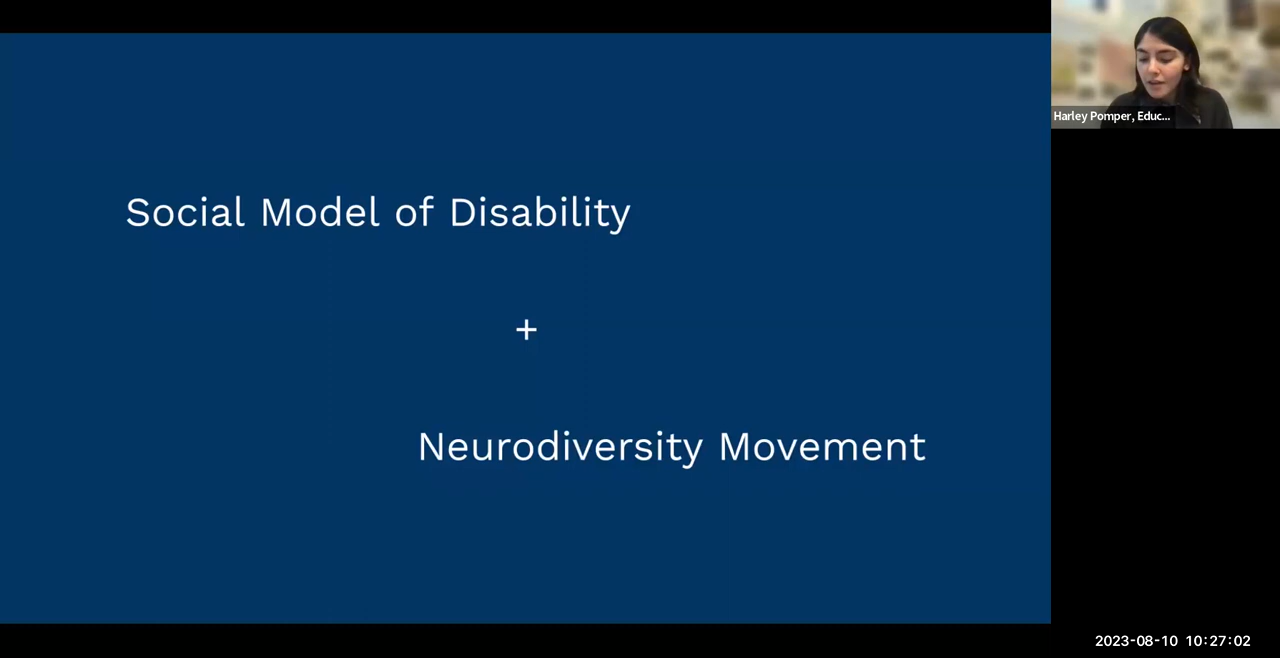 Social Model of Disability
+
Neurodiversity Movement
Harley Pomper, Educ...
2023-08-10 10:27:02